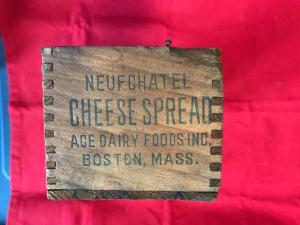 NEUFCHATEL
CHEESE SPREAD
ACE DAIRY FOODS INC.
BOSTON, MASS.